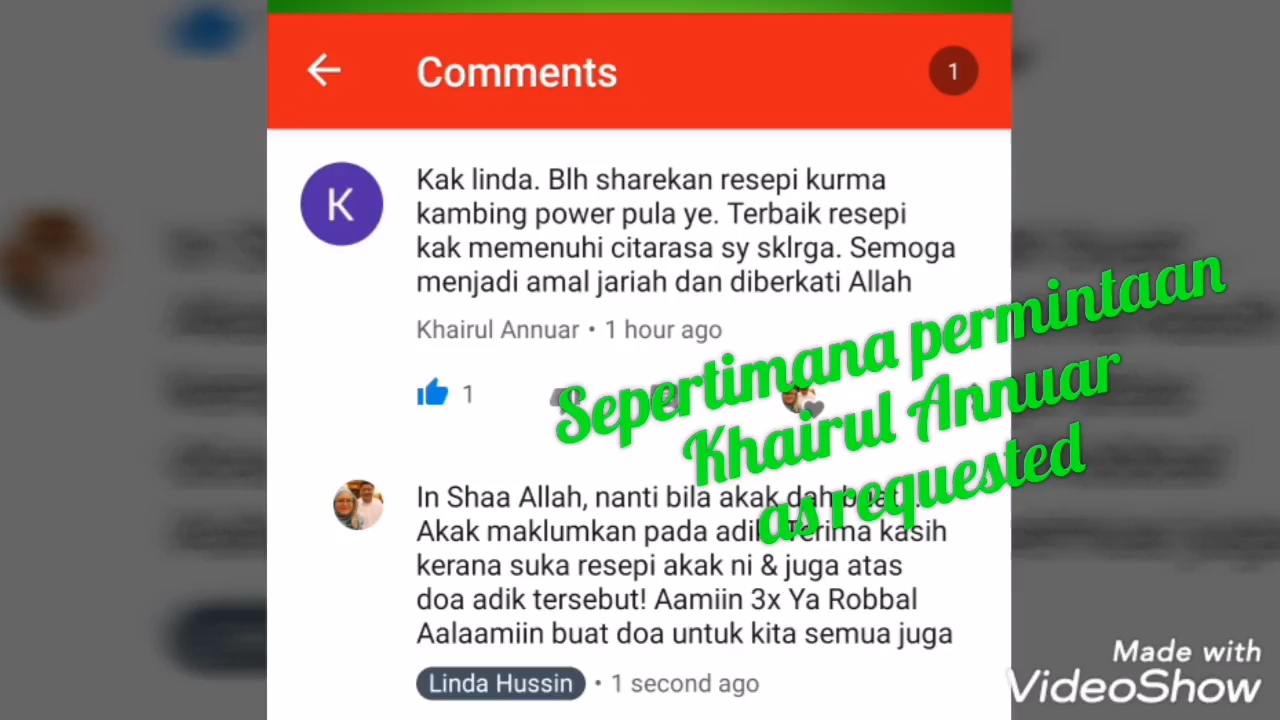 Comments
1
K
Kak linda. Blh sharekan resepi kurma
kambing power pula ye. Terbaik resepi
kak memenuhi citarasa sy sklrga. Semoga
menjadi amal jariah dan diberkati Allah
Khairul Annuar • 1 hour ago
1
Sepertimana permintaan
Khairul Annuar
as requested
In Shaa Allah, nanti bila akak dah
Akak maklumkan pada adik. Terima kasih
kerana suka resepi akak ni & juga atas
doa adik tersebut! Aamiin 3x Ya Robbal
Aalaamiin buat doa untuk kita semua juga
Linda Hussin • 1 second ago
Made with
VideoShow